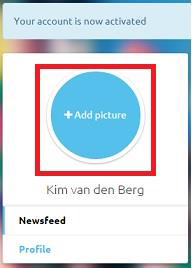 Your account is now activated
+ Add picture
Kim van den Berg
Newsfeed
Profile